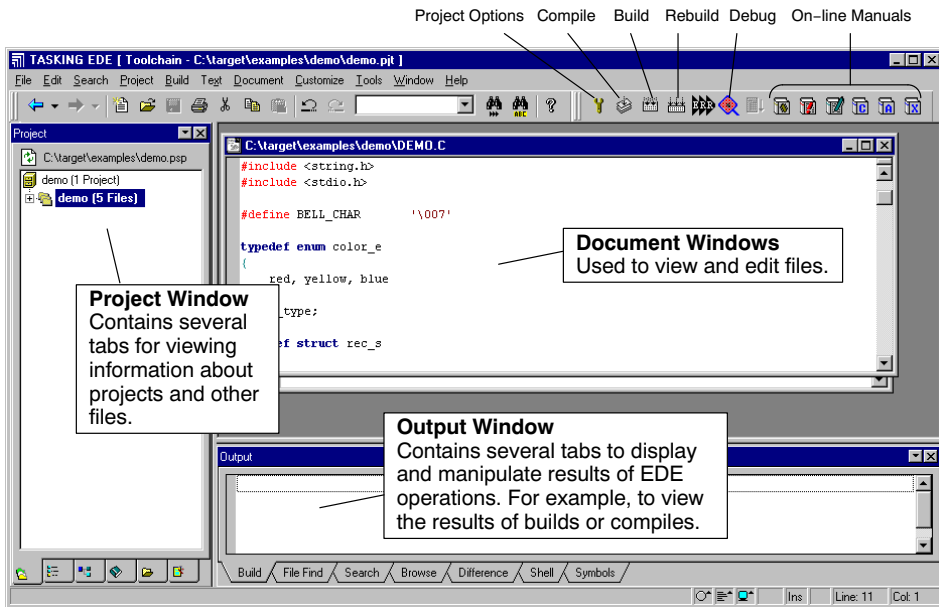 Project Options Compile Build Rebuild Debug On-line Manuals
TASKING EDE [ Toolchain - C:\target\examples\demo\demo.pjt ]
File Edit Search Project Build Text Document Customize Tools Window Help
Project
C:\target\examples\demo.psp
demo (1 Project)
demo (5 Files)
C:\target\examples\demo\DEMO.C
#include <string.h>
#include <stdio.h>
#define BELL_CHAR '\007'
typedef enum color_e
{
red, yellow, blue
_type;
ef struct rec_s
Document Windows
Used to view and edit files.
Project Window
Contains several
tabs for viewing
information about
projects and other
files.
Output Window
Contains several tabs to display
and manipulate results of EDE
operations. For example, to view
the results of builds or compiles.
Output
Build File Find Search Browse Difference Shell Symbols
Ins Line: 11 Col: 1